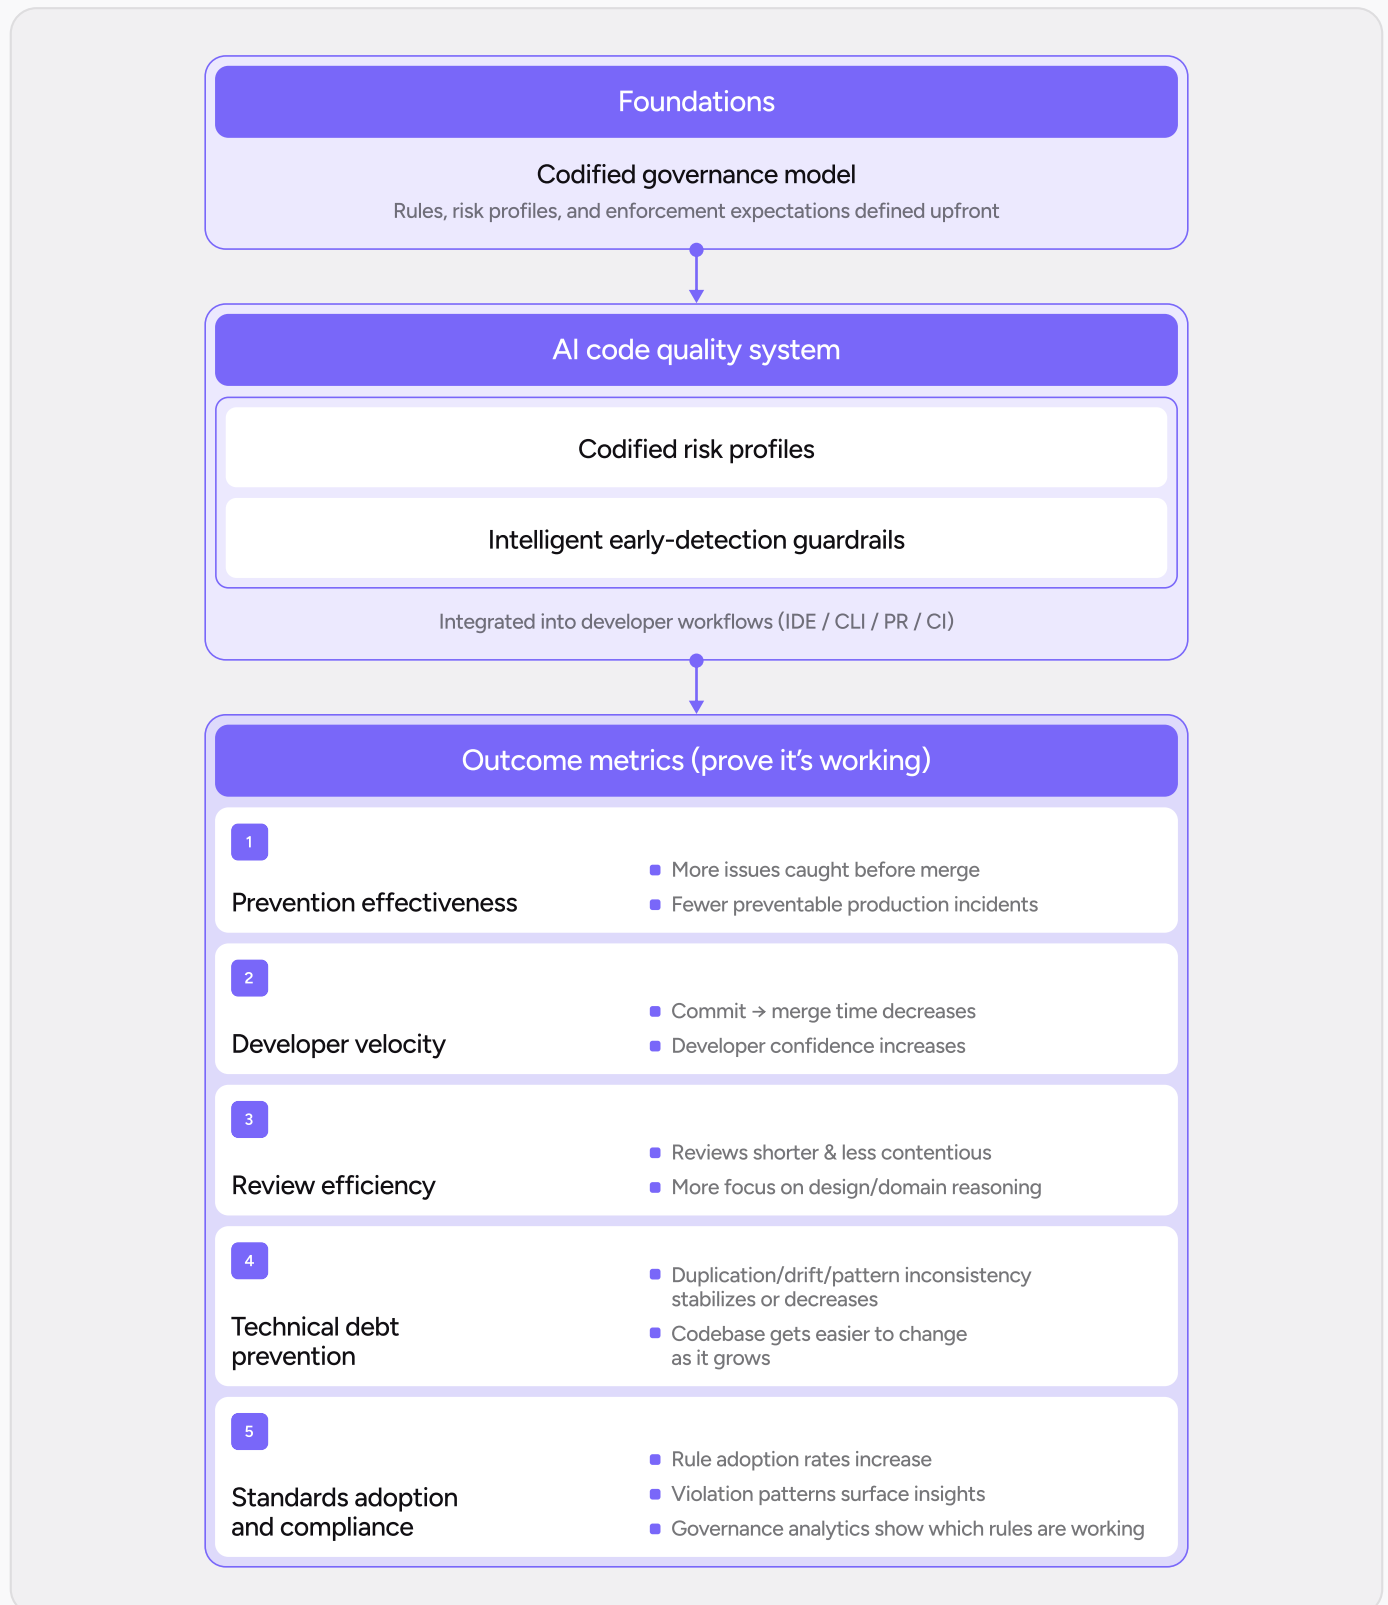 Foundations
Codified governance model
Rules, risk profiles, and enforcement expectations defined upfront
AI code quality system
Codified risk profiles
Intelligent early-detection guardrails
Integrated into developer workflows (IDE / CLI / PR / CI)
Outcome metrics (prove it’s working)
1
Prevention effectiveness
More issues caught before merge
Fewer preventable production incidents
2
Developer velocity
Commit → merge time decreases
Developer confidence increases
3
Review efficiency
Reviews shorter & less contentious
More focus on design/domain reasoning
4
Technical debt
prevention
Duplication/drift/pattern inconsistency
stabilizes or decreases
Codebase gets easier to change
as it grows
5
Standards adoption
and compliance
Rule adoption rates increase
Violation patterns surface insights
Governance analytics show which rules are working